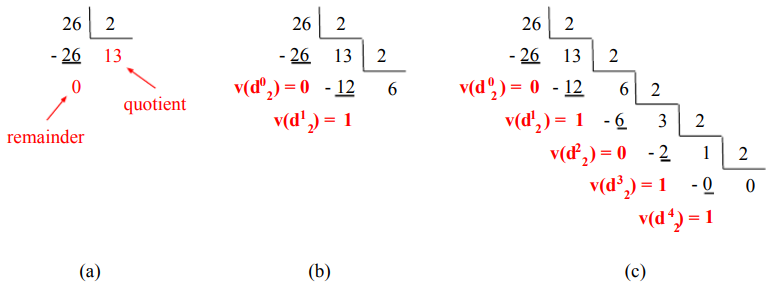 26 2
- 26 13
0
quotient
remainder
(a)
26 2
- 26 13 2
v(d⁰₂) = 0 - 12 6
v(d¹₂) = 1
(b)
26 2
- 26 13 2
v(d⁰₂) = 0 - 12 6 2
v(d¹₂) = 1 - 6 3 2
v(d²₂) = 0 - 2 1 2
v(d³₂) = 1 - 0 0
v(d⁴₂) = 1
(c)